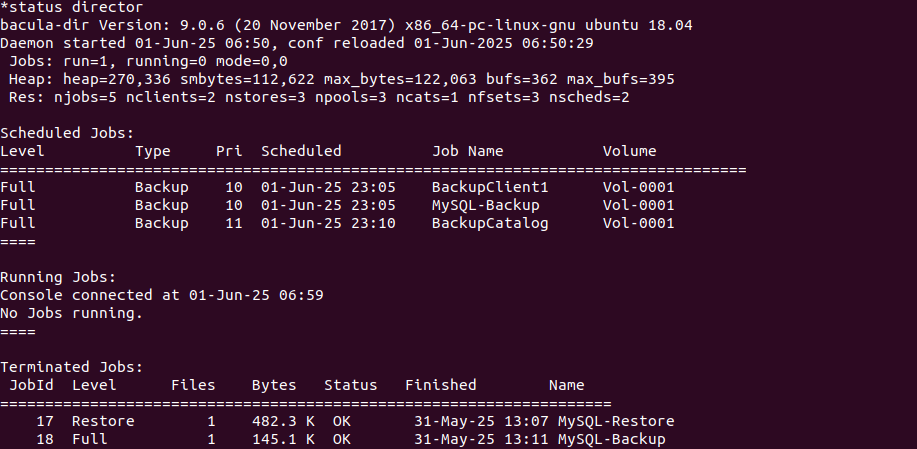 *status director
bacula-dir Version: 9.0.6 (20 November 2017) x86_64-pc-linux-gnu ubuntu 18.04
Daemon started 01-Jun-25 06:50, conf reloaded 01-Jun-2025 06:50:29
 Jobs: run=1, running=0 mode=0,0
 Heap: heap=270,336 smbytes=112,622 max_bytes=122,063 bufs=362 max_bufs=395
 Res: njobs=5 nclients=2 nstores=3 npools=3 ncats=1 nfsets=3 nscheds=2

Scheduled Jobs:
Level          Type     Pri  Scheduled          Job Name           Volume
===================================================================================
Full           Backup    10  01-Jun-25 23:05    BackupClient1      Vol-0001
Full           Backup    10  01-Jun-25 23:05    MySQL-Backup       Vol-0001
Full           Backup    11  01-Jun-25 23:10    BackupCatalog      Vol-0001
====

Running Jobs:
Console connected at 01-Jun-25 06:59
No Jobs running.
====

Terminated Jobs:
 JobId  Level      Files    Bytes   Status   Finished        Name
====================================================================
    17  Restore        1    482.3 K  OK       31-May-25 13:07 MySQL-Restore
    18  Full           1    145.1 K  OK       31-May-25 13:11 MySQL-Backup